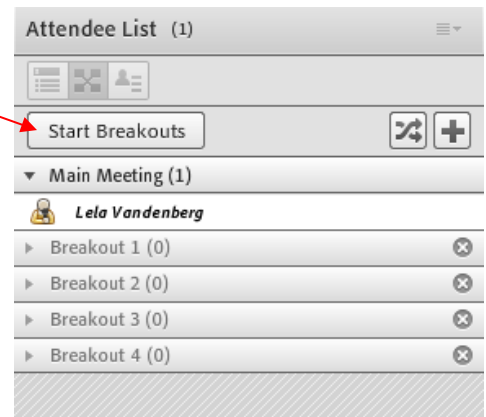 Attendee List (1)
Start Breakouts
Main Meeting (1)
Lela Vandenberg
Breakout 1 (0)
Breakout 2 (0)
Breakout 3 (0)
Breakout 4 (0)